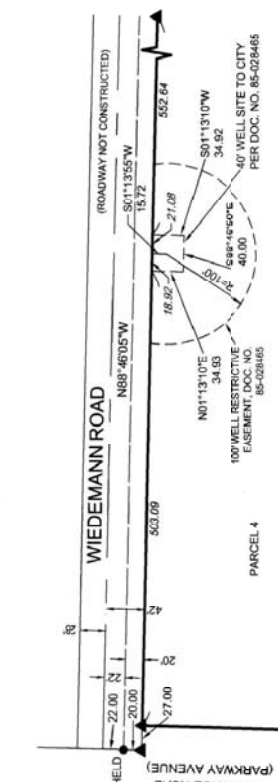 (ROADWAY NOT CONSTRUCTED)
WIEDEMANN ROAD
N88°46'05"W
S01°13'55"W
15.72
552.64
503.09
18.92
21.08
S01°13'10"W
34.92
40' WELL SITE TO CITY
PER DOC. NO. 85-028465
S88°46'50"E
40.00
R=100'
N01°13'10"E
34.93
100' WELL RESTRICTIVE
EASEMENT, DOC. NO.
85-028465
PARCEL 4
28'
42'
22'
20'
22.00
20.00
27.00
HELD
(PARKWAY AVENUE)